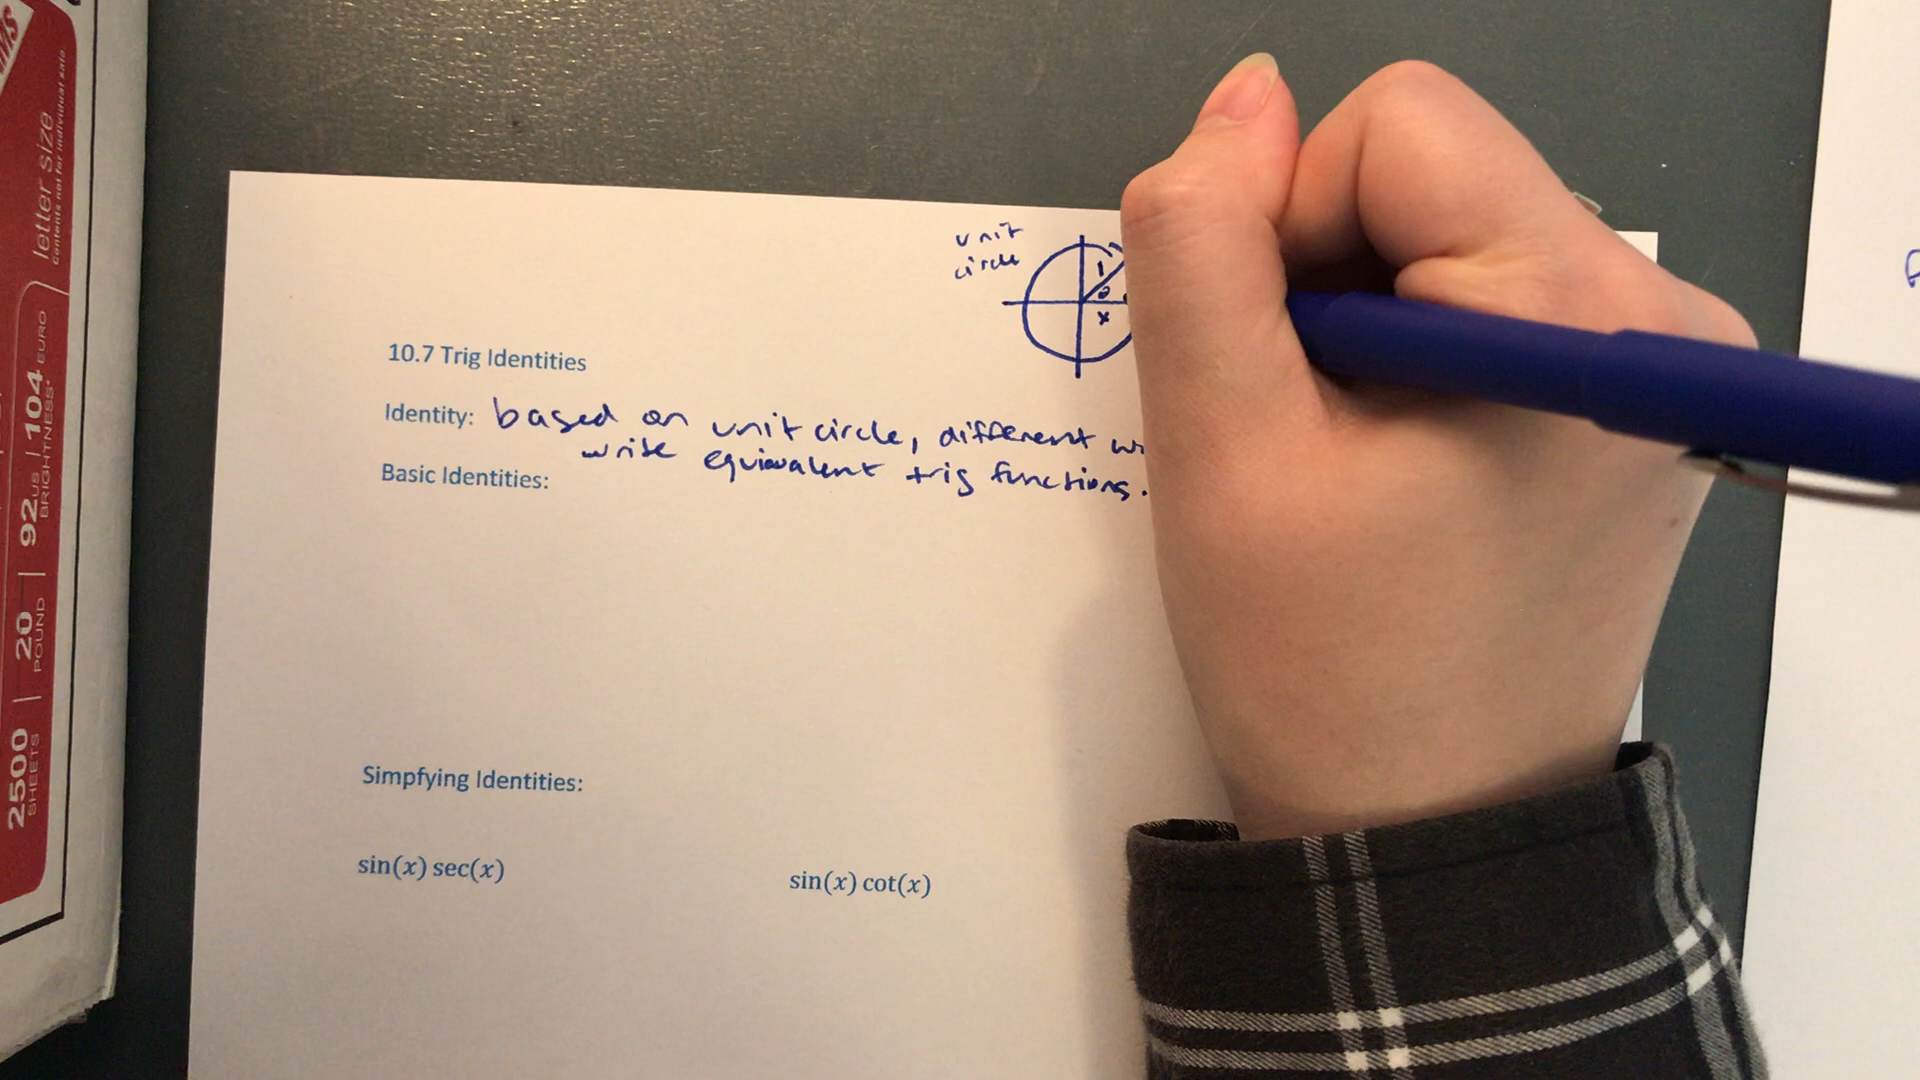 letter size
contents not for individual sale.
2500 SHEETS | 20 POUND | 92 US | 104 EURO BRIGHTNESS*
unit
circle
1
θ
x
10.7 Trig Identities
Identity: based on unit circle, different
write equivalent trig functions.
Basic Identities:
Simpfying Identities:
sin(x) sec(x)
sin(x) cot(x)